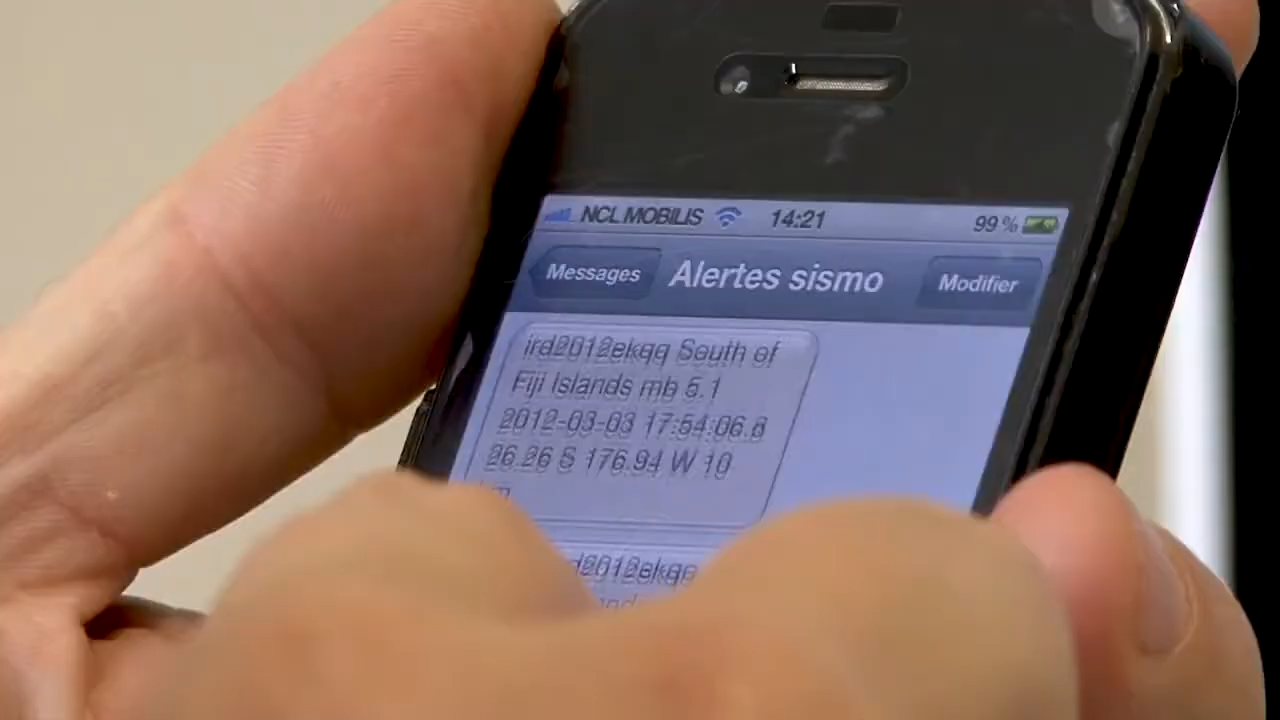 NCL MOBILIS 14:21 99 %
Messages Alertes sismo Modifier
ird2012ekqq South of
Fiji Islands mb 5.1
2012-03-03 17:54:06.8
26.26 S 176.94 W 10